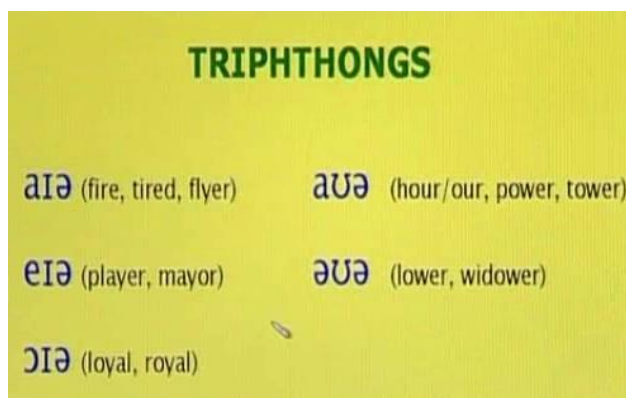 TRIPHTHONGS
aɪə (fire, tired, flyer)
aʊə (hour/our, power, tower)
eɪə (player, mayor)
əʊə (lower, widower)
ɔɪə (loyal, royal)